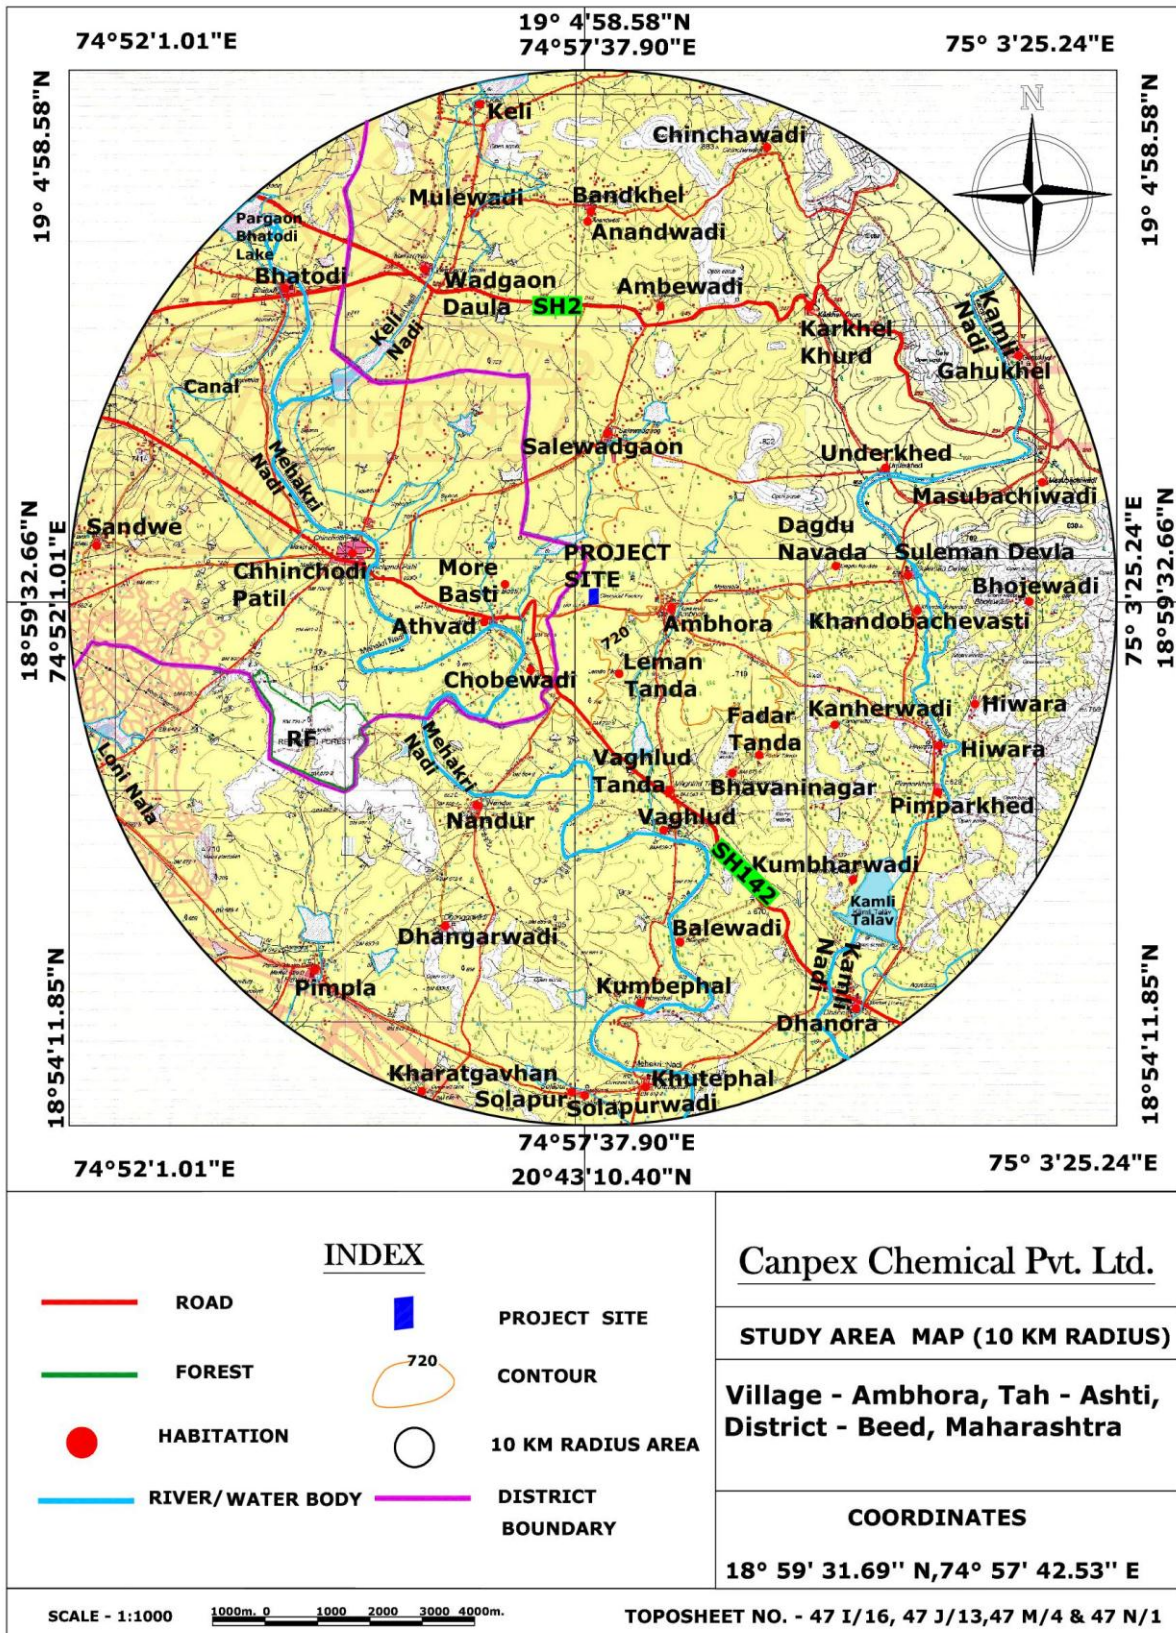 19° 4'58.58"N
74°52'1.01"E
74°57'37.90"E
75° 3'25.24"E
19° 4'58.58"N
19° 4'58.58"N
N
Keli
Chinchawadi
Mulewadi
Bandkhel
Anandwadi
Pargaon
Bhatodi
Lake
Bhatodi
Wadgaon
Daula
SH2
Ambewadi
Keli
Nadi
Karkhel
Khurd
Kamli
Nadi
Gahukhel
Canal
Salewadgaon
Underkhed
Masubachiwadi
Mehakri
Nadi
Sandwe
Chhinchodi
Patil
More
Basti
PROJECT
SITE
Dagdu
Navada
Suleman Devla
Bhojewadi
Khandobachevasti
Athvad
Ambhora
720
Chobewadi
Leman
Tanda
Fadar
Tanda
Kanherwadi
Hiwara
Hiwara
RF
Loni Nala
Mehakri
Nadi
Vaghlud
Tanda
Bhavaninagar
Pimparkhed
Nandur
Vaghlud
SH142
Kumbharwadi
Kamli
Talav
Dhangarwadi
Balewadi
Kamli
Nadi
Pimpla
Kumbephal
Dhanora
Kharatgavhan
Solapur
Solapurwadi
Khutephal
18°59'32.66"N
74°52'1.01"E
75° 3'25.24"E
18°59'32.66"N
18°54'11.85"N
18°54'11.85"N
74°57'37.90"E
74°52'1.01"E
20°43'10.40"N
75° 3'25.24"E
INDEX
ROAD
PROJECT SITE
FOREST
720
CONTOUR
HABITATION
10 KM RADIUS AREA
RIVER/WATER BODY
DISTRICT
BOUNDARY
Canpex Chemical Pvt. Ltd.
STUDY AREA MAP (10 KM RADIUS)
Village - Ambhora, Tah - Ashti,
District - Beed, Maharashtra
COORDINATES
18° 59' 31.69'' N,74° 57' 42.53'' E
SCALE - 1:1000
1000m. 0 1000 2000 3000 4000m.
TOPOSHEET NO. - 47 I/16, 47 J/13,47 M/4 & 47 N/1